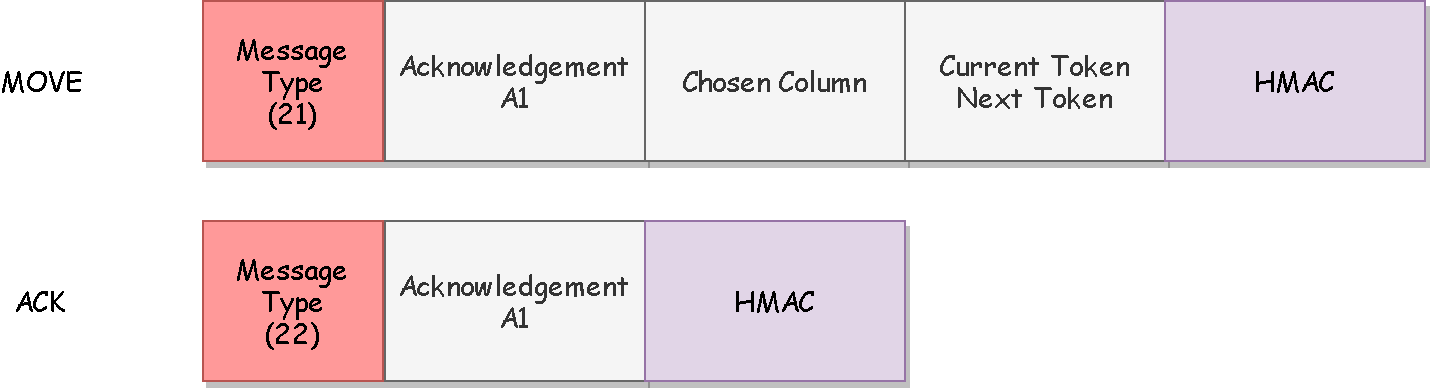 MOVE
Message
Type
(21)
Acknowledgement
A1
Chosen Column
Current Token
Next Token
HMAC
ACK
Message
Type
(22)
Acknowledgement
A1
HMAC